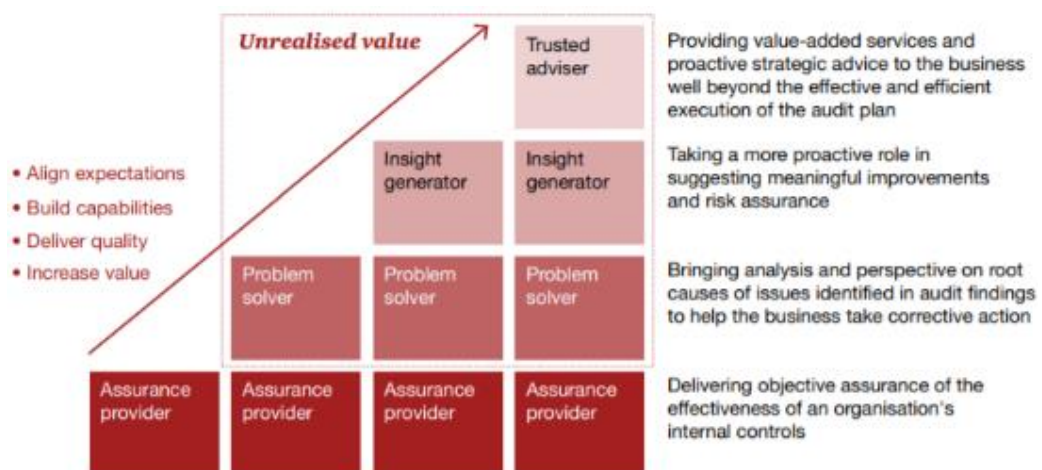 Unrealised value
Trusted
adviser
Providing value-added services and
proactive strategic advice to the business
well beyond the effective and efficient
execution of the audit plan
• Align expectations
• Build capabilities
• Deliver quality
• Increase value
Insight
generator
Insight
generator
Taking a more proactive role in
suggesting meaningful improvements
and risk assurance
Problem
solver
Problem
solver
Problem
solver
Bringing analysis and perspective on root
causes of issues identified in audit findings
to help the business take corrective action
Assurance
provider
Assurance
provider
Assurance
provider
Assurance
provider
Delivering objective assurance of the
effectiveness of an organisation's
internal controls